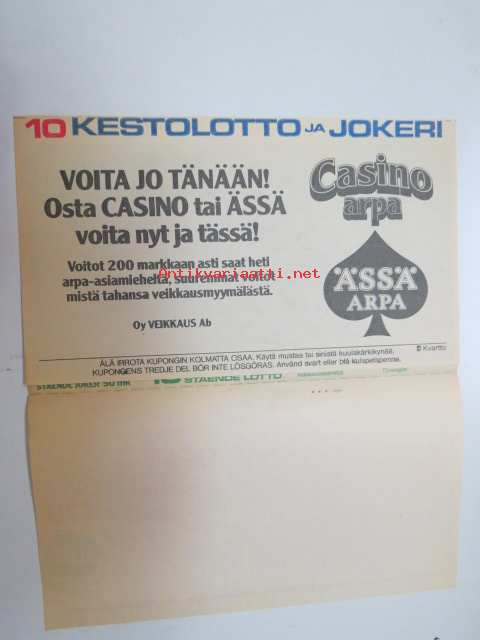 10 KESTOLOTTO JA JOKERI
VOITA JO TÄNÄÄN!
Osta CASINO tai ÄSSÄ
voita nyt ja tässä!
Voitot 200 markkaan asti saat heti
arpa-asiamieheltä, suuremmat voitot
mistä tahansa veikkausmyymälästä.
Oy VEIKKAUS Ab
Casino
arpa
ÄSSÄ
ARPA
Antikvariaatti.net
Kvartto
ÄLÄ IRROTA KUPONGIN KOLMATTA OSAA. Käytä mustaa tai sinistä kuulakärkikynää.
KUPONGENS TREDJE DEL BÖR INTE LÖSGÖRAS. Använd svart eller blå kulspetspenna.
STÅENDE JOKER 50 mk
STÅENDE LOTTO